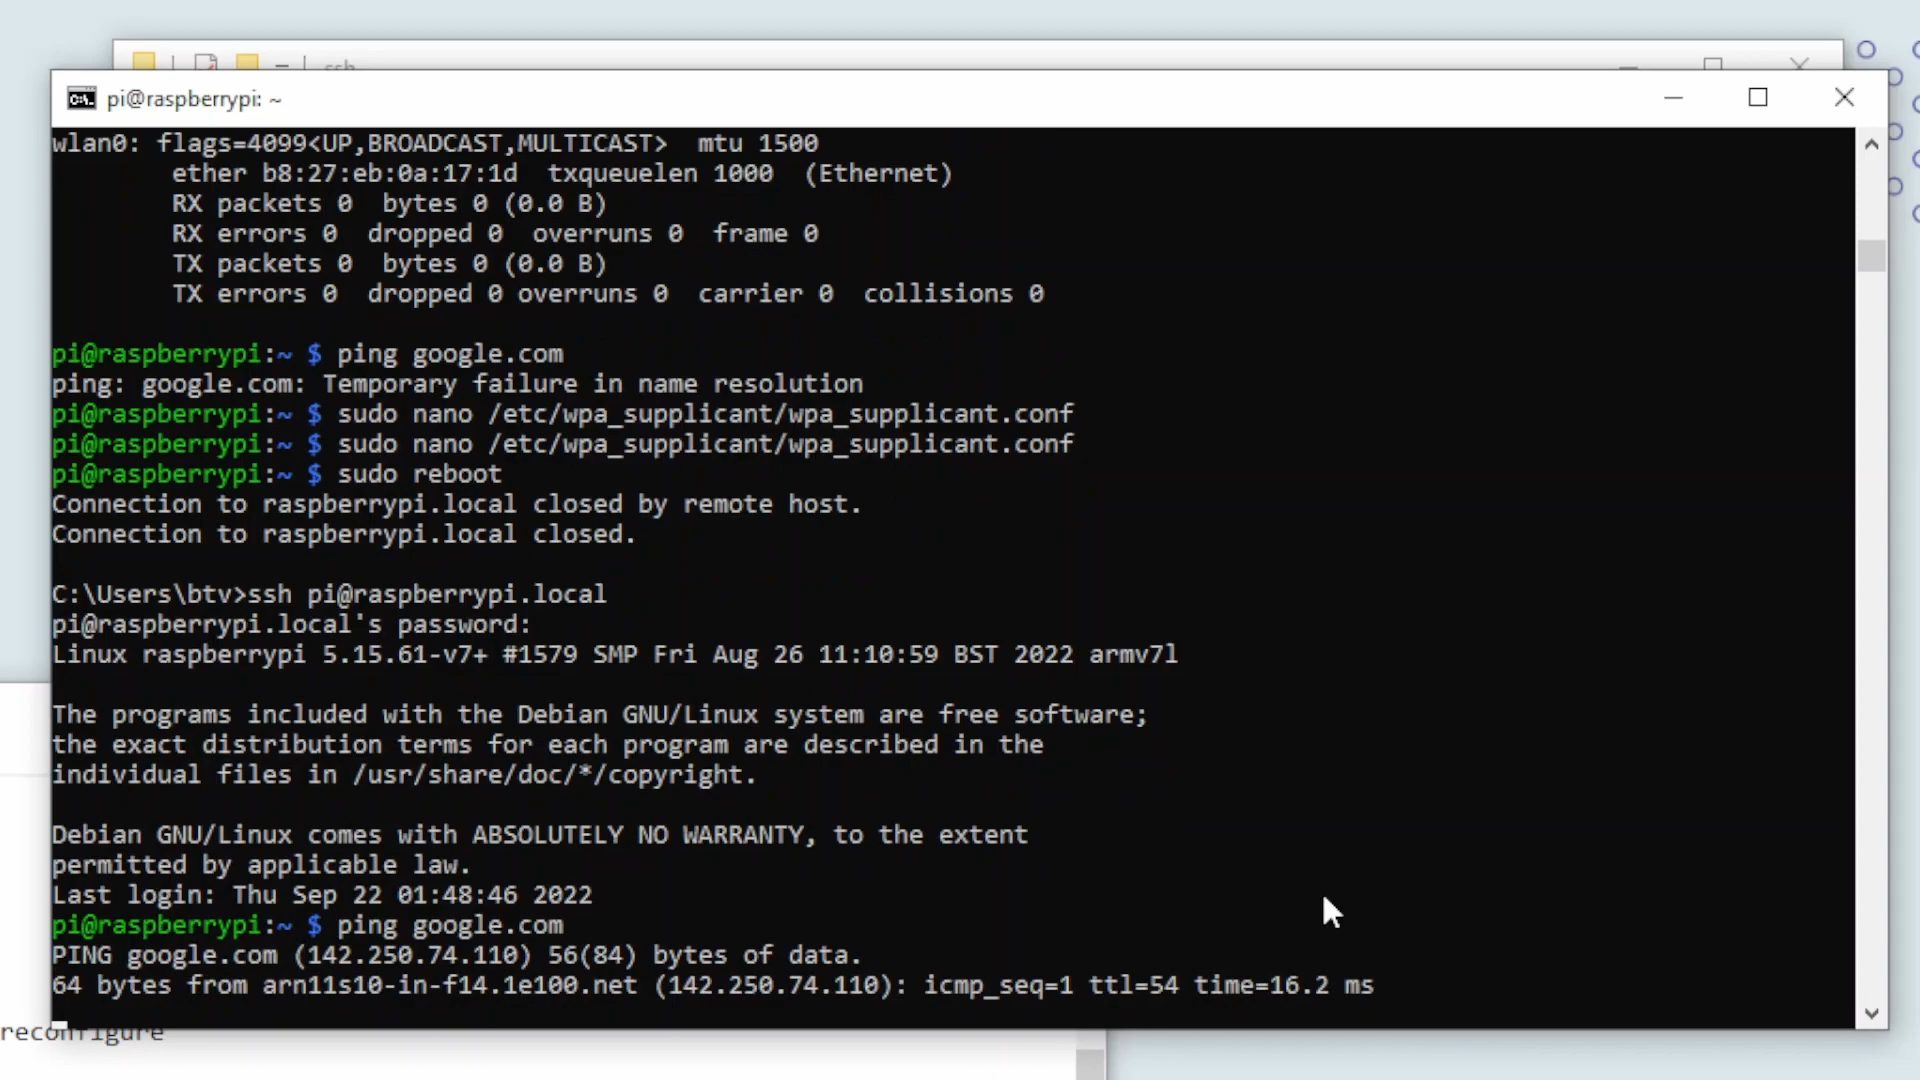 ssh
pi@raspberrypi: ~
wlan0: flags=4099<UP,BROADCAST,MULTICAST>  mtu 1500
        ether b8:27:eb:0a:17:1d  txqueuelen 1000  (Ethernet)
        RX packets 0  bytes 0 (0.0 B)
        RX errors 0  dropped 0  overruns 0  frame 0
        TX packets 0  bytes 0 (0.0 B)
        TX errors 0  dropped 0 overruns 0  carrier 0  collisions 0
pi@raspberrypi:~ $ ping google.com
ping: google.com: Temporary failure in name resolution
pi@raspberrypi:~ $ sudo nano /etc/wpa_supplicant/wpa_supplicant.conf
pi@raspberrypi:~ $ sudo nano /etc/wpa_supplicant/wpa_supplicant.conf
pi@raspberrypi:~ $ sudo reboot
Connection to raspberrypi.local closed by remote host.
Connection to raspberrypi.local closed.
C:\Users\btv>ssh pi@raspberrypi.local
pi@raspberrypi.local's password:
Linux raspberrypi 5.15.61-v7+ #1579 SMP Fri Aug 26 11:10:59 BST 2022 armv7l
The programs included with the Debian GNU/Linux system are free software;
the exact distribution terms for each program are described in the
individual files in /usr/share/doc/*/copyright.
Debian GNU/Linux comes with ABSOLUTELY NO WARRANTY, to the extent
permitted by applicable law.
Last login: Thu Sep 22 01:48:46 2022
pi@raspberrypi:~ $ ping google.com
PING google.com (142.250.74.110) 56(84) bytes of data.
64 bytes from arn11s10-in-f14.1e100.net (142.250.74.110): icmp_seq=1 ttl=54 time=16.2 ms
reconfigure